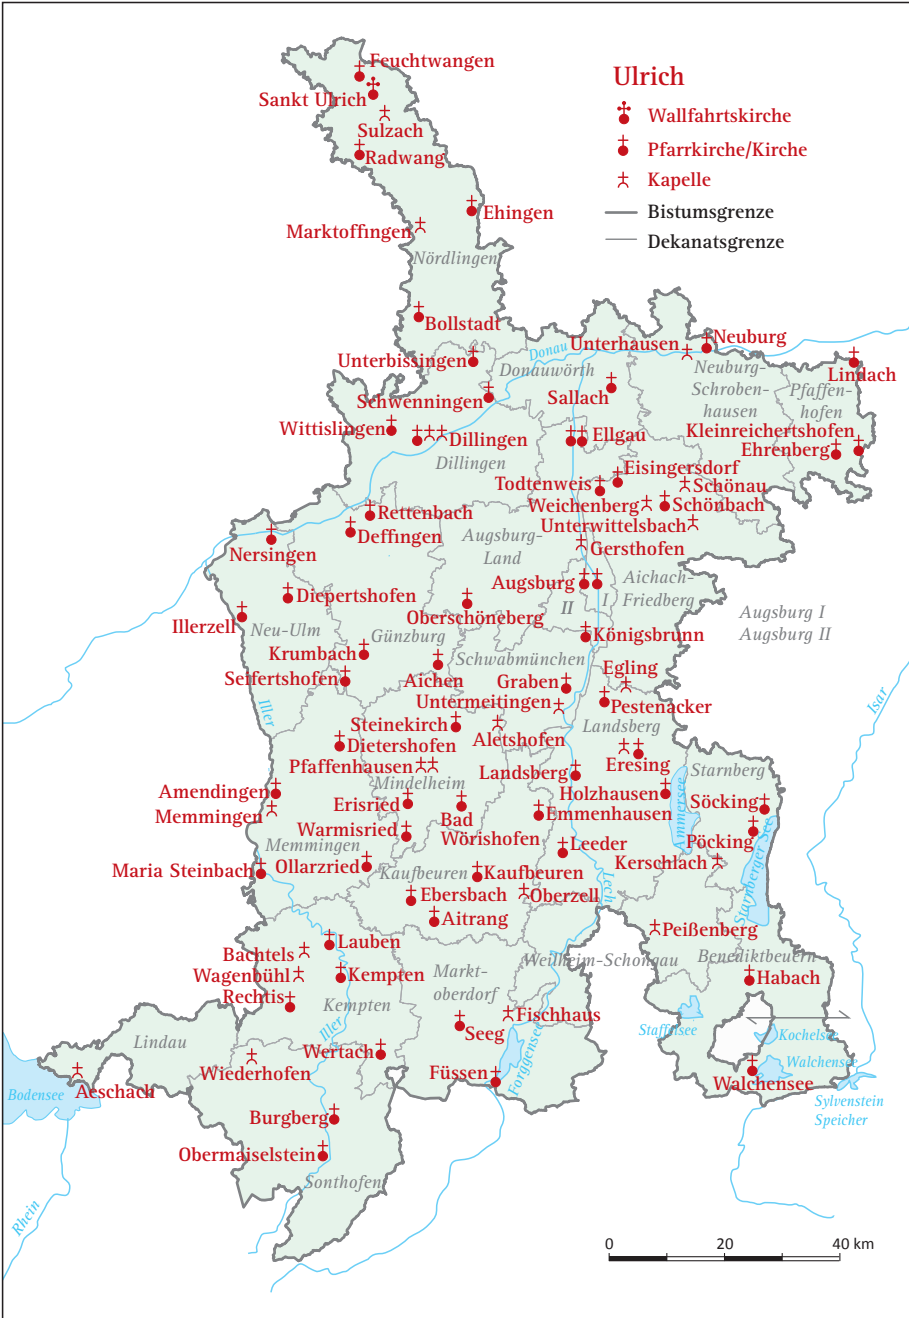 Feuchtwangen
Ulrich
Sankt Ulrich
Wallfahrtskirche
Sulzach
Pfarrkirche/Kirche
Radwang
Kapelle
Ehingen
Bistumsgrenze
Marktoffingen
Dekanatsgrenze
Nördlingen
Bollstadt
Unterhausen
Neuburg
Donau
Unterbissingen
Donauwörth
Neuburg-
Schroben-
hausen
Lindach
Pfaffen-
hofen
Schwenningen
Sallach
Wittislingen
Dillingen
Ellgau
Kleinreichertshofen
Ehrenberg
Dillingen
Eisingersdorf
Todtenweis
Schönau
Weichenberg
Schönbach
Rettenbach
Unterwittelsbach
Deffingen
Augsburg-
Land
Gersthofen
Nersingen
Augsburg
Aichach-
Friedberg
II
I
Diepertshofen
Oberschöneberg
Augsburg I
Augsburg II
Illerzell
Neu-Ulm
Günzburg
Königsbrunn
Krumbach
Schwabmünchen
Aichen
Egling
Seifertshofen
Graben
Untermeitingen
Pestenacker
Iller
Isar
Steinekirch
Aletshofen
Landsberg
Dietershofen
Pfaffenhausen
Eresing
Mindelheim
Landsberg
Starnberg
Amendingen
Holzhausen
Söcking
Memmingen
Erisried
Bad
Wörishofen
Emmenhausen
Ammersee
Warmisried
Pöcking
Memmingen
Leeder
Kerschlach
Maria Steinbach
Ollarzried
Kaufbeuren
Kaufbeuren
Starnberger See
Ebersbach
Oberzell
Lech
Aitrang
Peißenberg
Lauben
Bachtels
Weilheim-Schongau
Benediktbeuern
Wagenbühl
Kempten
Markt-
oberdorf
Habach
Rechtis
Kempten
Fischhaus
Iller
Seeg
Staffelsee
Kochelsee
Lindau
Wertach
Forggensee
Wiederhofen
Walchensee
Füssen
Walchensee
Bodensee
Aeschach
Sylvenstein
Speicher
Burgberg
Obermaiselstein
Sonthofen
Rhein
0 20 40 km